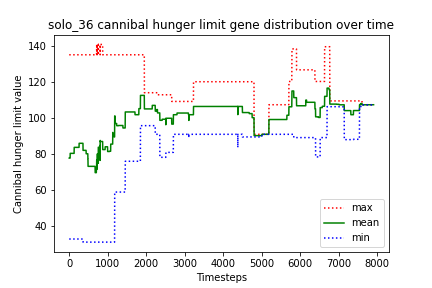 solo_36 cannibal hunger limit gene distribution over time
Cannibal hunger limit value
140
120
100
80
60
40
0
1000
2000
3000
4000
5000
6000
7000
8000
Timesteps
max
mean
min